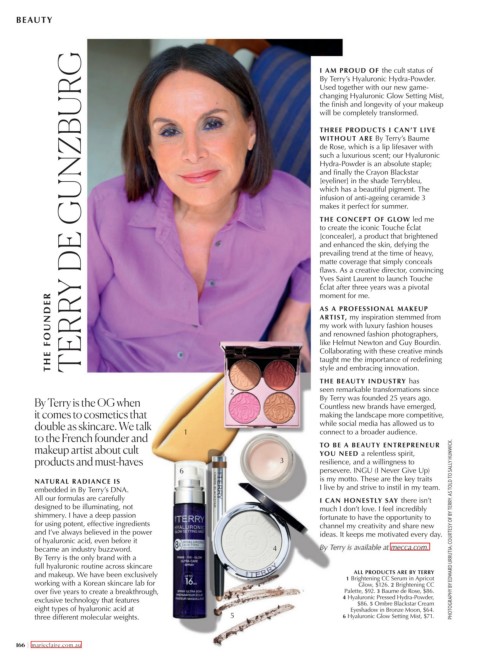 BEAUTY
THE FOUNDER
TERRY DE GUNZBURG
By Terry is the OG when
it comes to cosmetics that
double as skincare. We talk
to the French founder and
makeup artist about cult
products and must-haves
NATURAL RADIANCE IS
embedded in By Terry's DNA.
All our formulas are carefully
designed to be illuminating, not
shimmery. I have a deep passion
for using potent, effective ingredients
and I've always believed in the power
of hyaluronic acid, even before it
became an industry buzzword.
By Terry is the only brand with a
full hyaluronic routine across skincare
and makeup. We have been exclusively
working with a Korean skincare lab for
over five years to create a breakthrough,
exclusive technology that features
eight types of hyaluronic acid at
three different molecular weights.
I AM PROUD OF the cult status of
By Terry's Hyaluronic Hydra-Powder.
Used together with our new game-
changing Hyaluronic Glow Setting Mist,
the finish and longevity of your makeup
will be completely transformed.
THREE PRODUCTS I CAN'T LIVE
WITHOUT ARE By Terry's Baume
de Rose, which is a lip lifesaver with
such a luxurious scent; our Hyaluronic
Hydra-Powder is an absolute staple;
and finally the Crayon Blackstar
[eyeliner] in the shade Terrybleu,
which has a beautiful pigment. The
infusion of anti-ageing ceramide 3
makes it perfect for summer.
THE CONCEPT OF GLOW led me
to create the iconic Touche Éclat
[concealer], a product that brightened
and enhanced the skin, defying the
prevailing trend at the time of heavy,
matte coverage that simply conceals
flaws. As a creative director, convincing
Yves Saint Laurent to launch Touche
Éclat after three years was a pivotal
moment for me.
AS A PROFESSIONAL MAKEUP
ARTIST, my inspiration stemmed from
my work with luxury fashion houses
and renowned fashion photographers,
like Helmut Newton and Guy Bourdin.
Collaborating with these creative minds
taught me the importance of redefining
style and embracing innovation.
THE BEAUTY INDUSTRY has
seen remarkable transformations since
By Terry was founded 25 years ago.
Countless new brands have emerged,
making the landscape more competitive,
while social media has allowed us to
connect to a broader audience.
TO BE A BEAUTY ENTREPRENEUR
YOU NEED a relentless spirit,
resilience, and a willingness to
persevere. INGU (I Never Give Up)
is my motto. These are the key traits
I live by and strive to instil in my team.
I CAN HONESTLY SAY there isn't
much I don't love. I feel incredibly
fortunate to have the opportunity to
channel my creativity and share new
ideas. It keeps me motivated every day.
By Terry is available at mecca.com.
ALL PRODUCTS ARE BY TERRY
1 Brightening CC Serum in Apricot
Glow, $126. 2 Brightening CC
Palette, $92. 3 Baume de Rose, $86.
4 Hyaluronic Pressed Hydra-Powder,
$86. 5 Ombre Blackstar Cream
Eyeshadow in Bronze Moon, $64.
6 Hyaluronic Glow Setting Mist, $71.
1
2
3
4
5
6
BY TERRY
HYALURONIC
BY TERRY
166
marieclaire.com.au